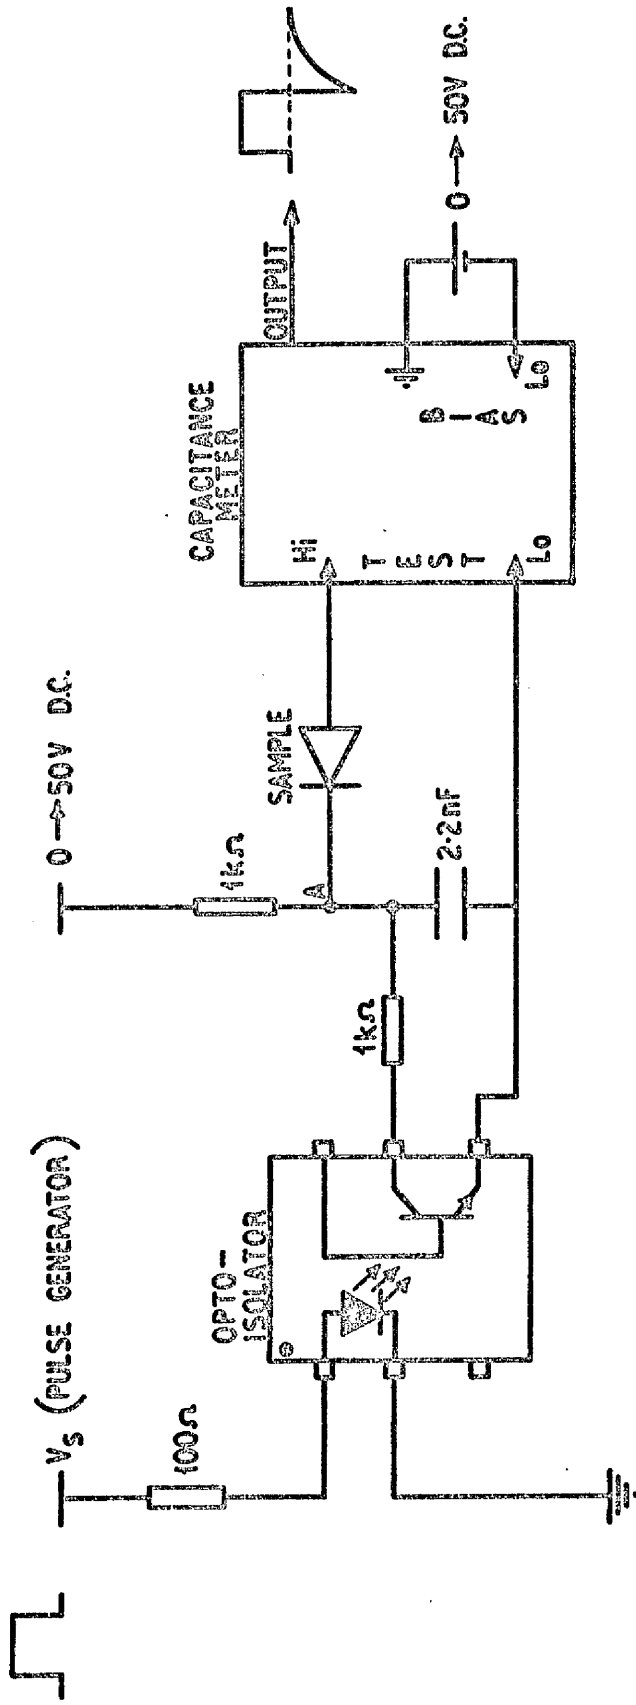 Vs (PULSE GENERATOR)
100Ω
OPTO-
ISOLATOR
1kΩ
0→50V D.C.
1kΩ
A
SAMPLE
2·2nF
CAPACITANCE
METER
Hi
TEST
Lo
BIAS
Lo
OUTPUT
0→50V D.C.